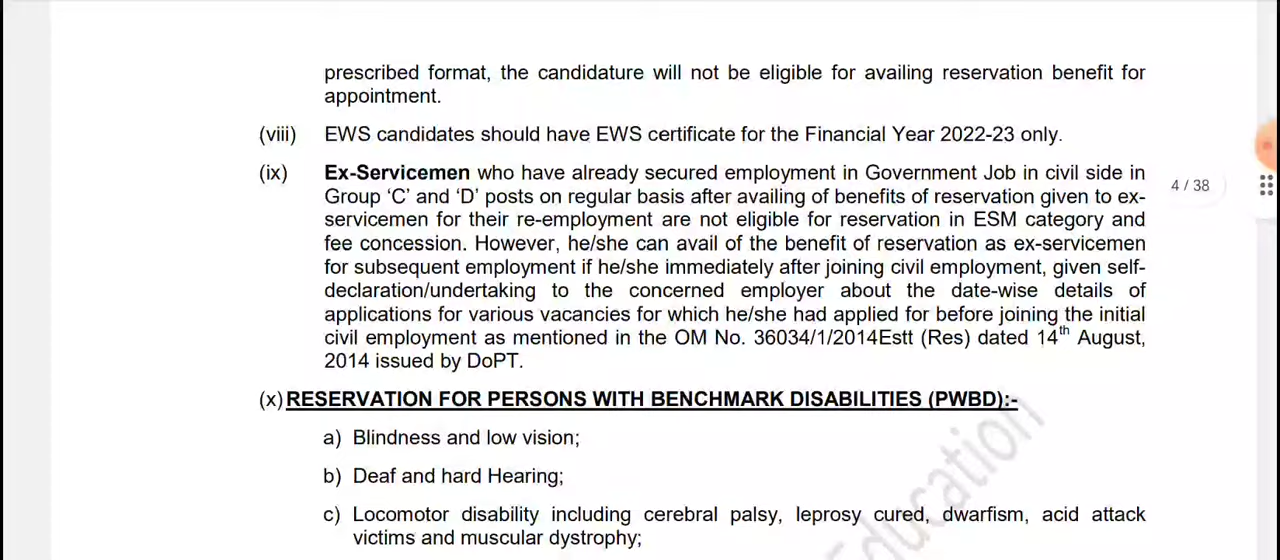 prescribed format, the candidature will not be eligible for availing reservation benefit for
appointment.
(viii) EWS candidates should have EWS certificate for the Financial Year 2022-23 only.
(ix) Ex-Servicemen who have already secured employment in Government Job in civil side in
4 / 38
Group ‘C’ and ‘D’ posts on regular basis after availing of benefits of reservation given to ex-
servicemen for their re-employment are not eligible for reservation in ESM category and
fee concession. However, he/she can avail of the benefit of reservation as ex-servicemen
for subsequent employment if he/she immediately after joining civil employment, given self-
declaration/undertaking to the concerned employer about the date-wise details of
applications for various vacancies for which he/she had applied for before joining the initial
civil employment as mentioned in the OM No. 36034/1/2014Estt (Res) dated 14th August,
2014 issued by DoPT.
(x) RESERVATION FOR PERSONS WITH BENCHMARK DISABILITIES (PWBD):-
a) Blindness and low vision;
b) Deaf and hard Hearing;
c) Locomotor disability including cerebral palsy, leprosy cured, dwarfism, acid attack
victims and muscular dystrophy;
Education